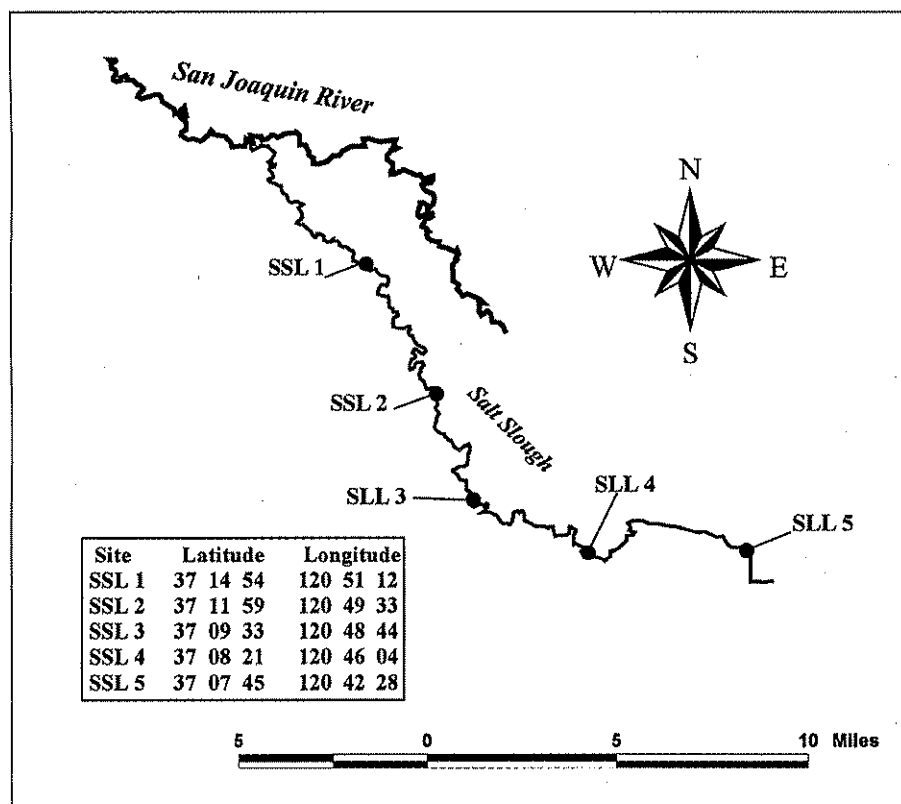 San Joaquin River
N
W E
S
SSL 1
SSL 2
Salt Slough
SLL 3
SLL 4
SLL 5
Site Latitude Longitude
SSL 1 37 14 54 120 51 12
SSL 2 37 11 59 120 49 33
SSL 3 37 09 33 120 48 44
SSL 4 37 08 21 120 46 04
SSL 5 37 07 45 120 42 28
5 0 5 10 Miles